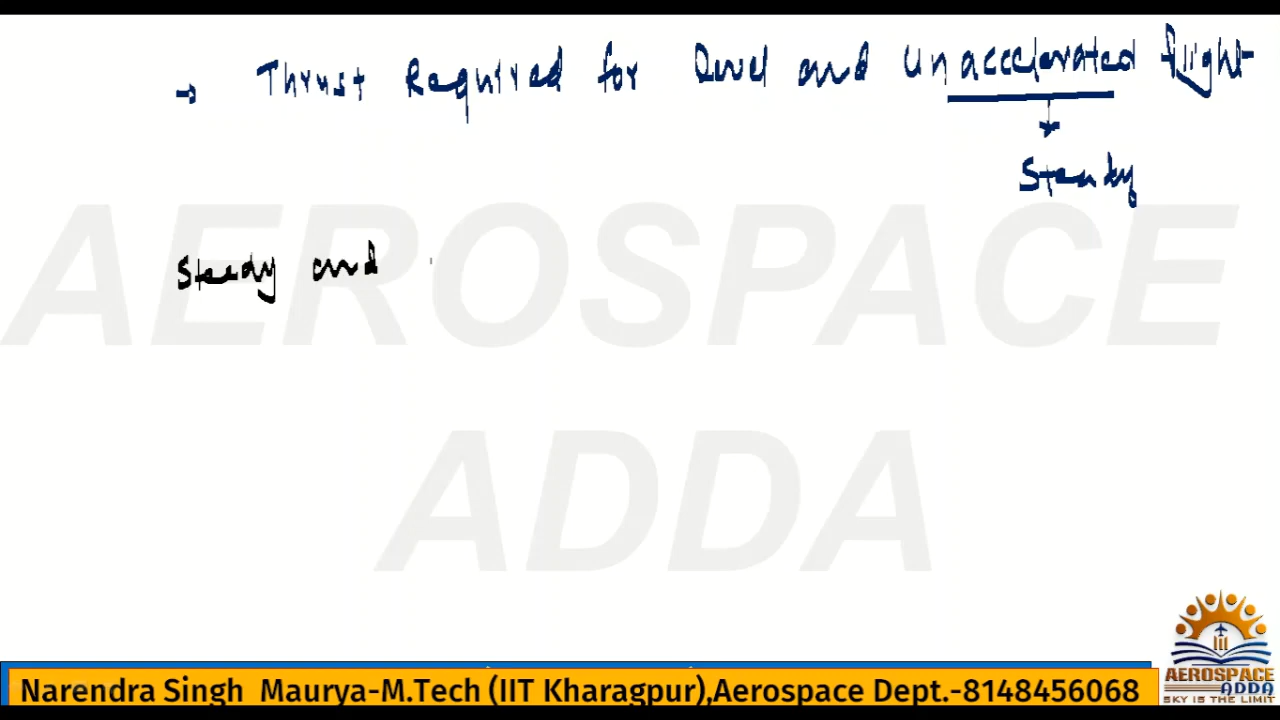 → Thrust Required for Level and Unaccelerated flight
Steady
Steady and
AEROSPACE
ADDA
AEROSPACE
ADDA
SKY IS THE LIMIT
Narendra Singh Maurya-M.Tech (IIT Kharagpur),Aerospace Dept.-8148456068